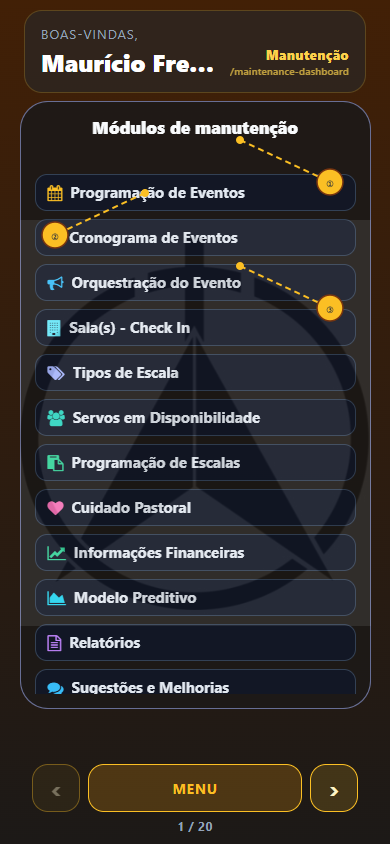 BOAS-VINDAS,
Maurício Fre...
Manutenção
/maintenance-dashboard
Módulos de manutenção
①
Programação de Eventos
②
Cronograma de Eventos
Orquestração do Evento
③
Sala(s) - Check In
Tipos de Escala
Servos em Disponibilidade
Programação de Escalas
Cuidado Pastoral
Informações Financeiras
Modelo Preditivo
Relatórios
Sugestões e Melhorias
‹
MENU
›
1 / 20